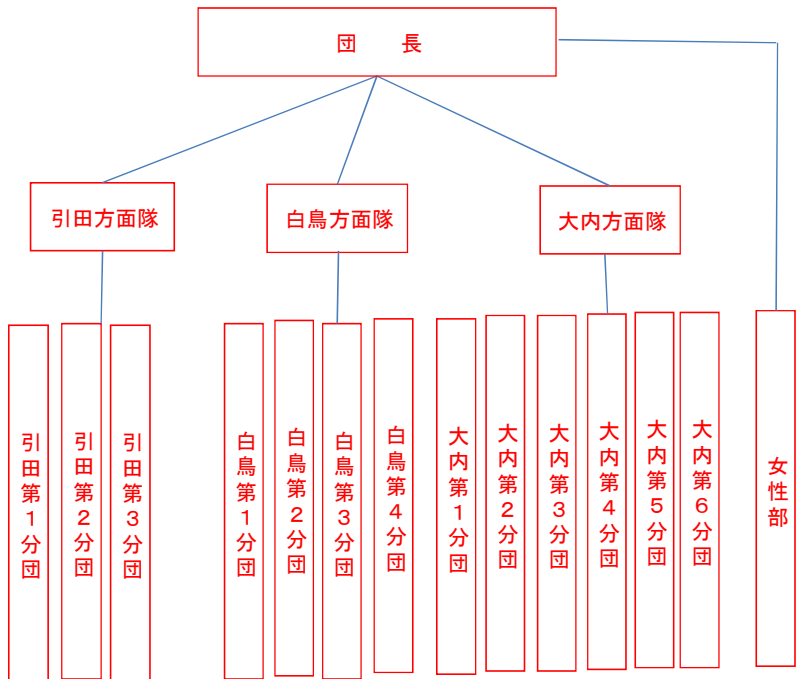 団　　長
引田方面隊
白鳥方面隊
大内方面隊
引田第１分団
引田第２分団
引田第３分団
白鳥第１分団
白鳥第２分団
白鳥第３分団
白鳥第４分団
大内第１分団
大内第２分団
大内第３分団
大内第４分団
大内第５分団
大内第６分団
女性部